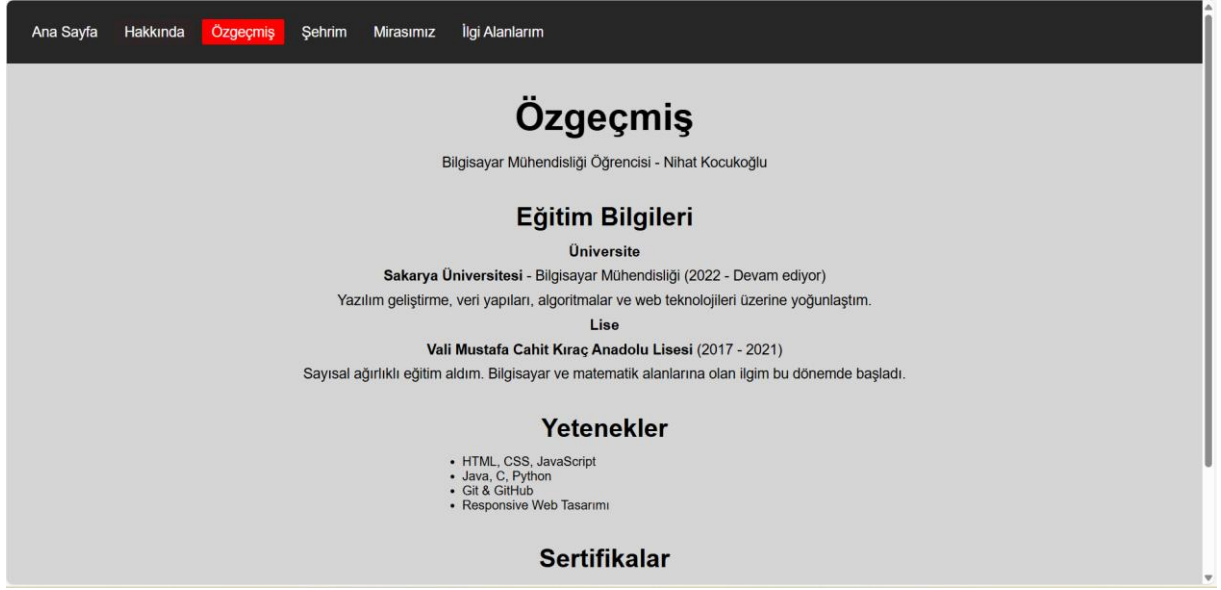 Ana Sayfa Hakkında Özgeçmiş Şehrim Mirasımız İlgi Alanlarım
Özgeçmiş
Bilgisayar Mühendisliği Öğrencisi - Nihat Kocukoğlu
Eğitim Bilgileri
Üniversite
Sakarya Üniversitesi - Bilgisayar Mühendisliği (2022 - Devam ediyor)
Yazılım geliştirme, veri yapıları, algoritmalar ve web teknolojileri üzerine yoğunlaştım.
Lise
Vali Mustafa Cahit Kıraç Anadolu Lisesi (2017 - 2021)
Sayısal ağırlıklı eğitim aldım. Bilgisayar ve matematik alanlarına olan ilgim bu dönemde başladı.
Yetenekler
• HTML, CSS, JavaScript
• Java, C, Python
• Git & GitHub
• Responsive Web Tasarımı
Sertifikalar